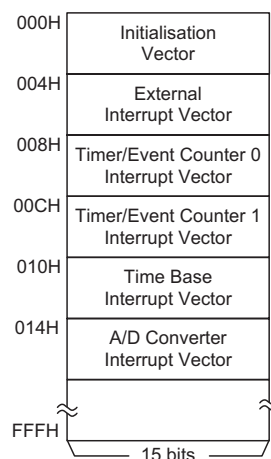 000H
Initialisation
Vector
004H
External
Interrupt Vector
008H
Timer/Event Counter 0
Interrupt Vector
00CH
Timer/Event Counter 1
Interrupt Vector
010H
Time Base
Interrupt Vector
014H
A/D Converter
Interrupt Vector
FFFH
15 bits